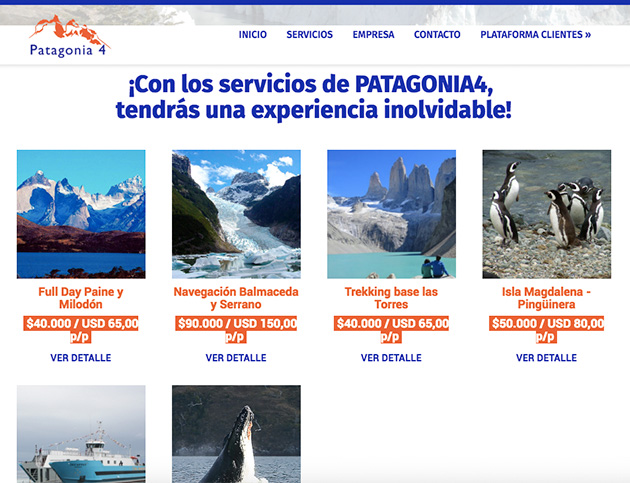 Patagonia 4
INICIO SERVICIOS EMPRESA CONTACTO PLATAFORMA CLIENTES »
¡Con los servicios de PATAGONIA4,
tendrás una experiencia inolvidable!
Full Day Paine y
Milodón
$40.000 / USD 65,00
p/p
VER DETALLE
Navegación Balmaceda
y Serrano
$90.000 / USD 150,00
p/p
VER DETALLE
Trekking base las
Torres
$40.000 / USD 65,00
p/p
VER DETALLE
Isla Magdalena -
Pingüinera
$50.000 / USD 80,00
p/p
VER DETALLE